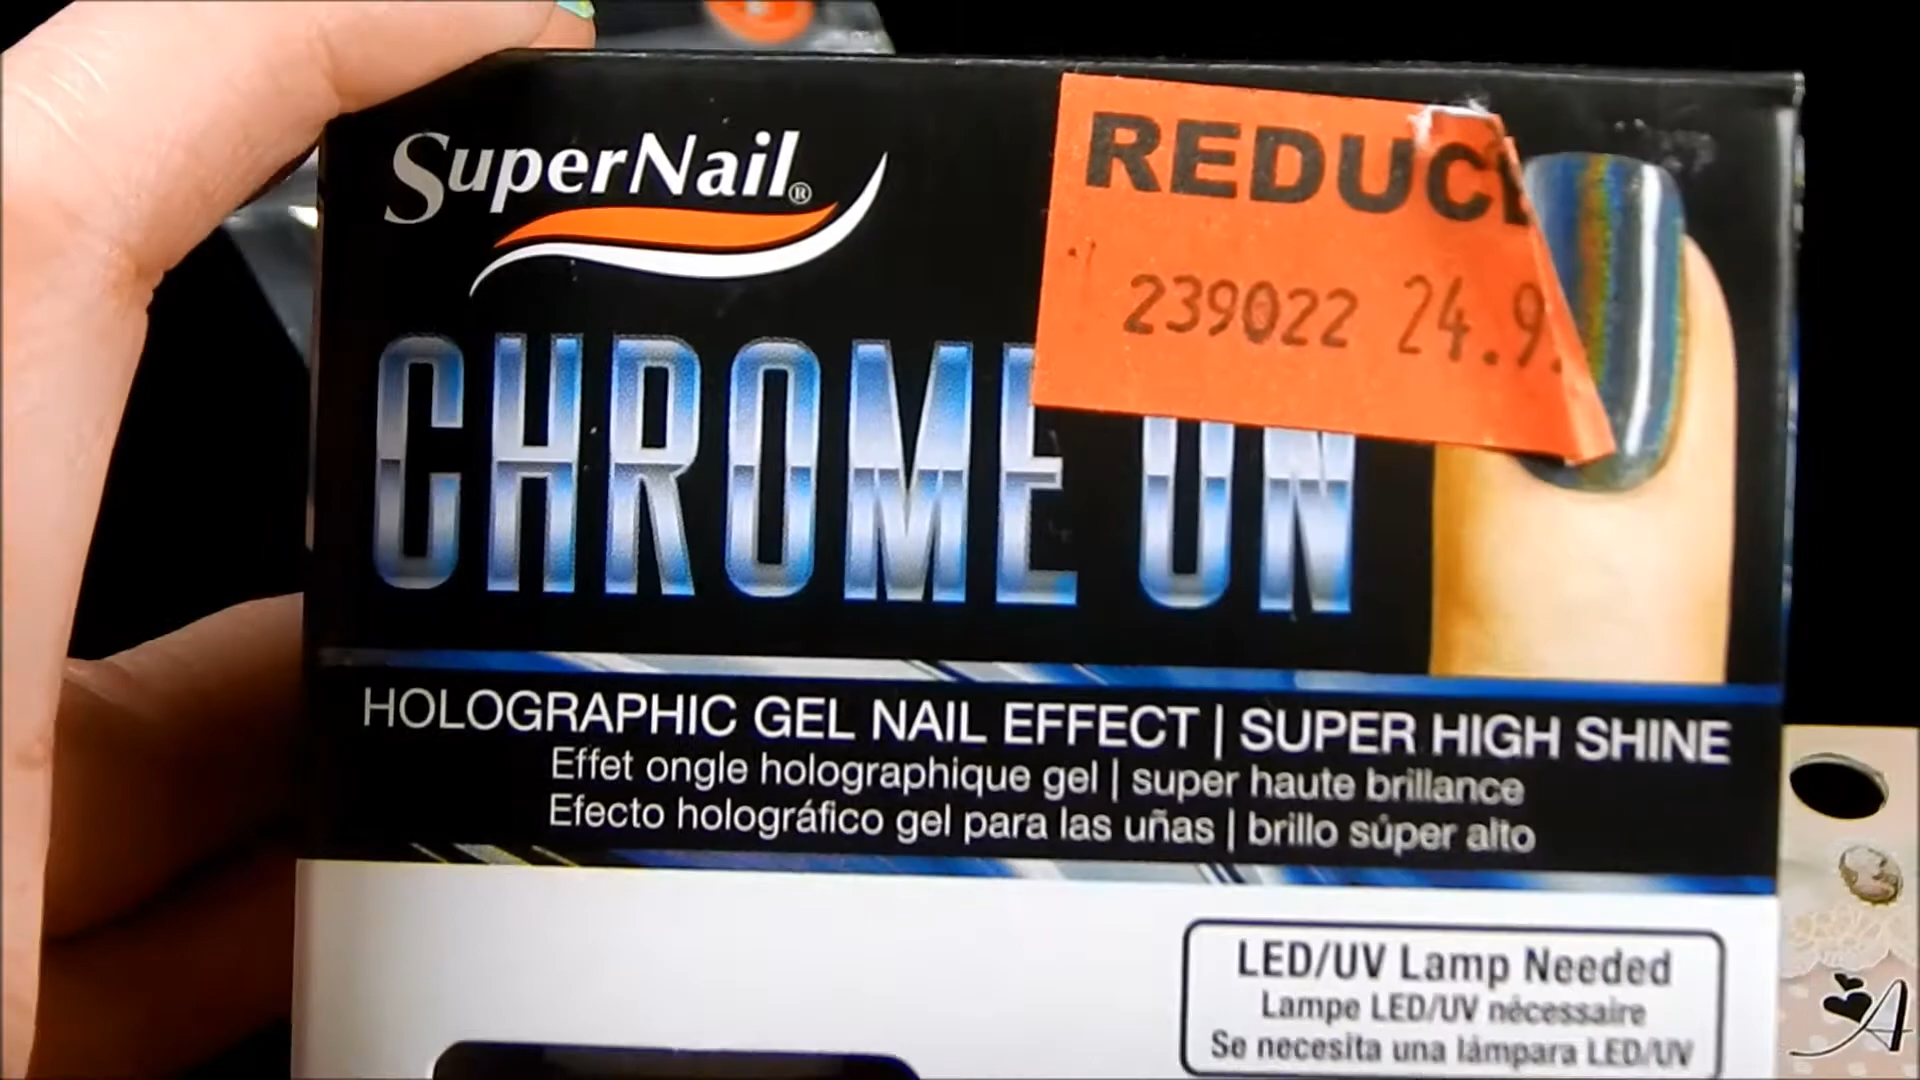 SuperNail®
REDUC
239022 24.9
CHROME ON
HOLOGRAPHIC GEL NAIL EFFECT | SUPER HIGH SHINE
Effet ongle holographique gel | super haute brillance
Efecto holográfico gel para las uñas | brillo súper alto
LED/UV Lamp Needed
Lampe LED/UV nécessaire
Se necesita una lámpara LED/UV
A